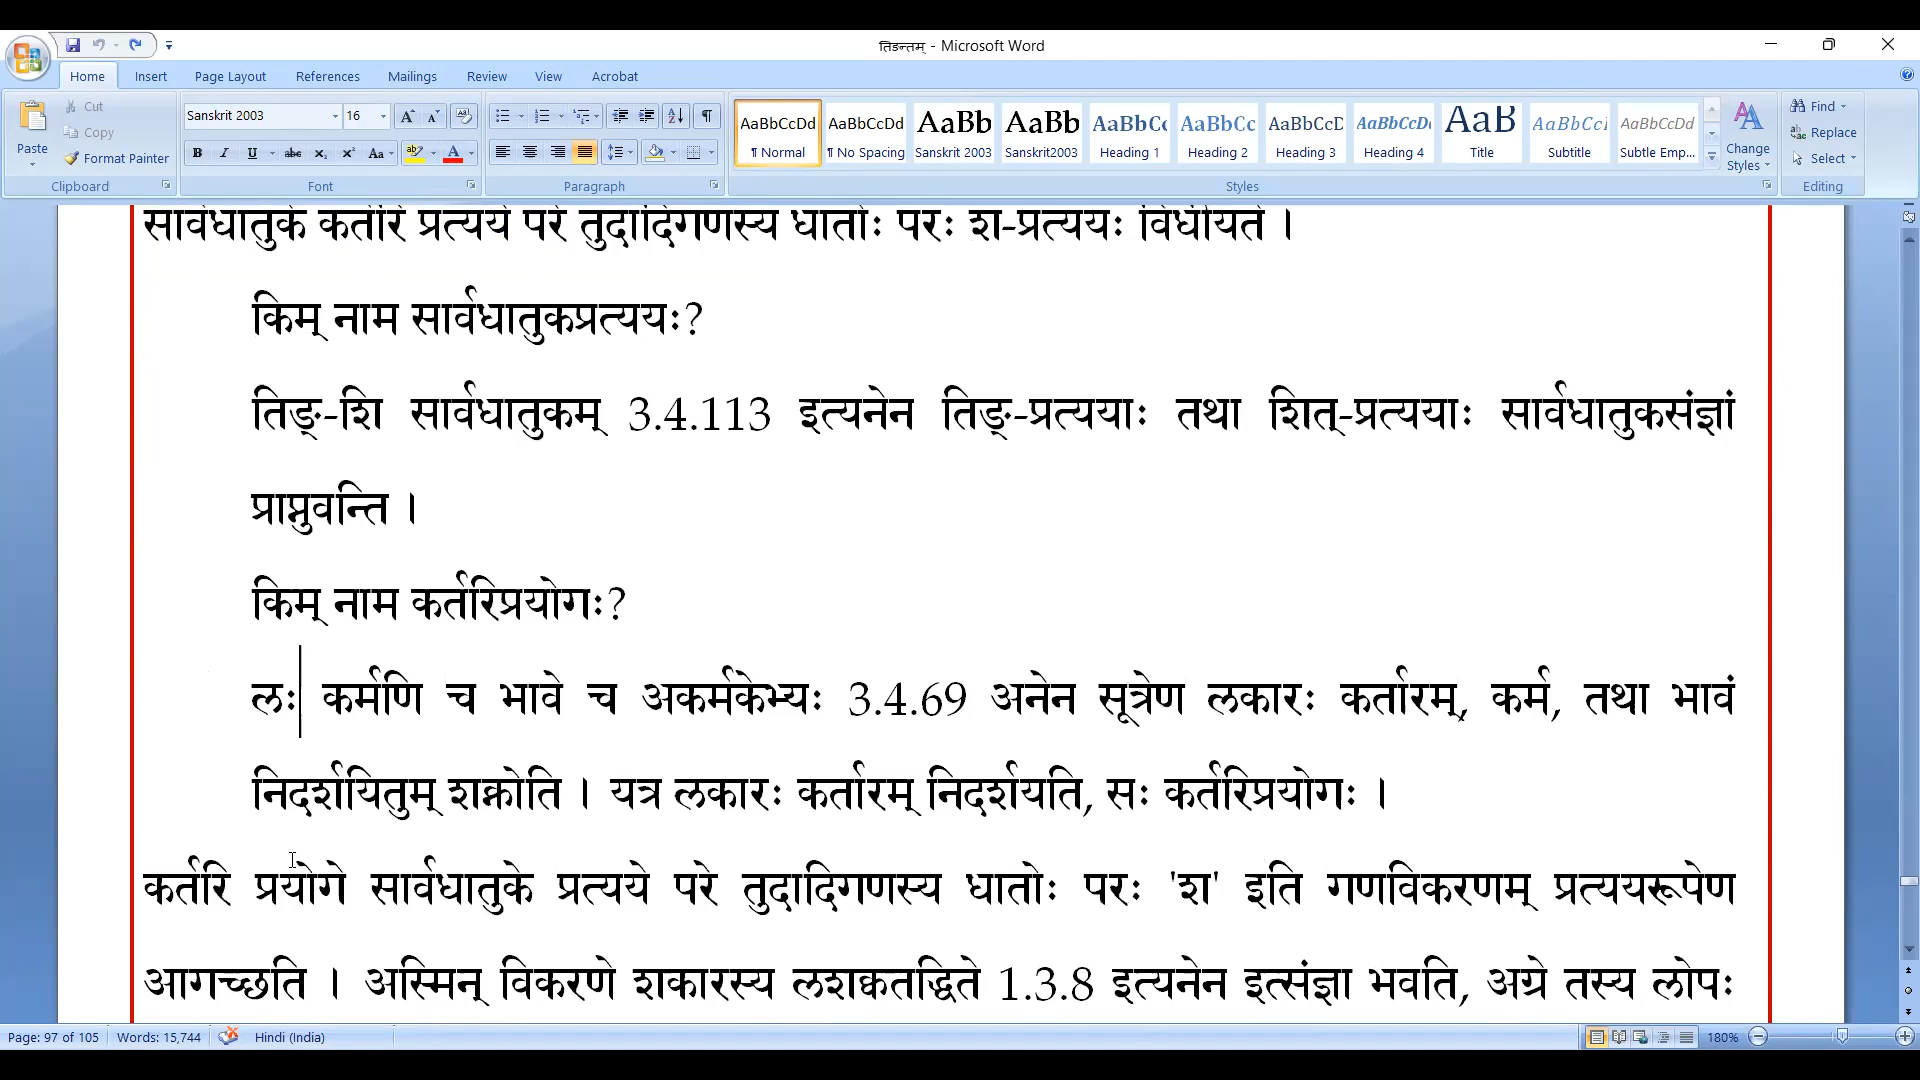 तिङन्तम् - Microsoft Word
Home Insert Page Layout References Mailings Review View Acrobat
Paste Cut Copy Format Painter Clipboard
Sanskrit 2003 16 Font
Paragraph
AaBbCcDd AaBbCcDd AaBb AaBb AaBbCc AaBbCc AaBbCcD AaBbCcDd AaB AaBbCcl AaBbCcDd
¶ Normal ¶ No Spacing Sanskrit 2003 Sanskrit2003 Heading 1 Heading 2 Heading 3 Heading 4 Title Subtitle Subtle Emp...
Change Styles Styles
Find Replace Select Editing
सार्वधातुके कर्तरि प्रत्यये परे तुदादिगणस्य धातोः परः श-प्रत्ययः विधीयते ।
किम् नाम सार्वधातुकप्रत्ययः?
तिङ्-शि सार्वधातुकम् 3.4.113 इत्यनेन तिङ्-प्रत्ययाः तथा शित्-प्रत्ययाः सार्वधातुकसंज्ञां
प्राप्नुवन्ति ।
किम् नाम कर्तरिप्रयोगः?
लः कर्मणि च भावे च अकर्मकेभ्यः 3.4.69 अनेन सूत्रेण लकारः कर्तारम्, कर्म, तथा भावं
निदर्शयितुम् शक्नोति । यत्र लकारः कर्तारम् निदर्शयति, सः कर्तरिप्रयोगः ।
कर्तरि प्रयोगे सार्वधातुके प्रत्यये परे तुदादिगणस्य धातोः परः 'श' इति गणविकरणम् प्रत्ययरूपेण
आगच्छति । अस्मिन् विकरणे शकारस्य लशक्वतद्धिते 1.3.8 इत्यनेन इत्संज्ञा भवति, अग्रे तस्य लोपः
Page: 97 of 105 Words: 15,744 Hindi (India) 180%